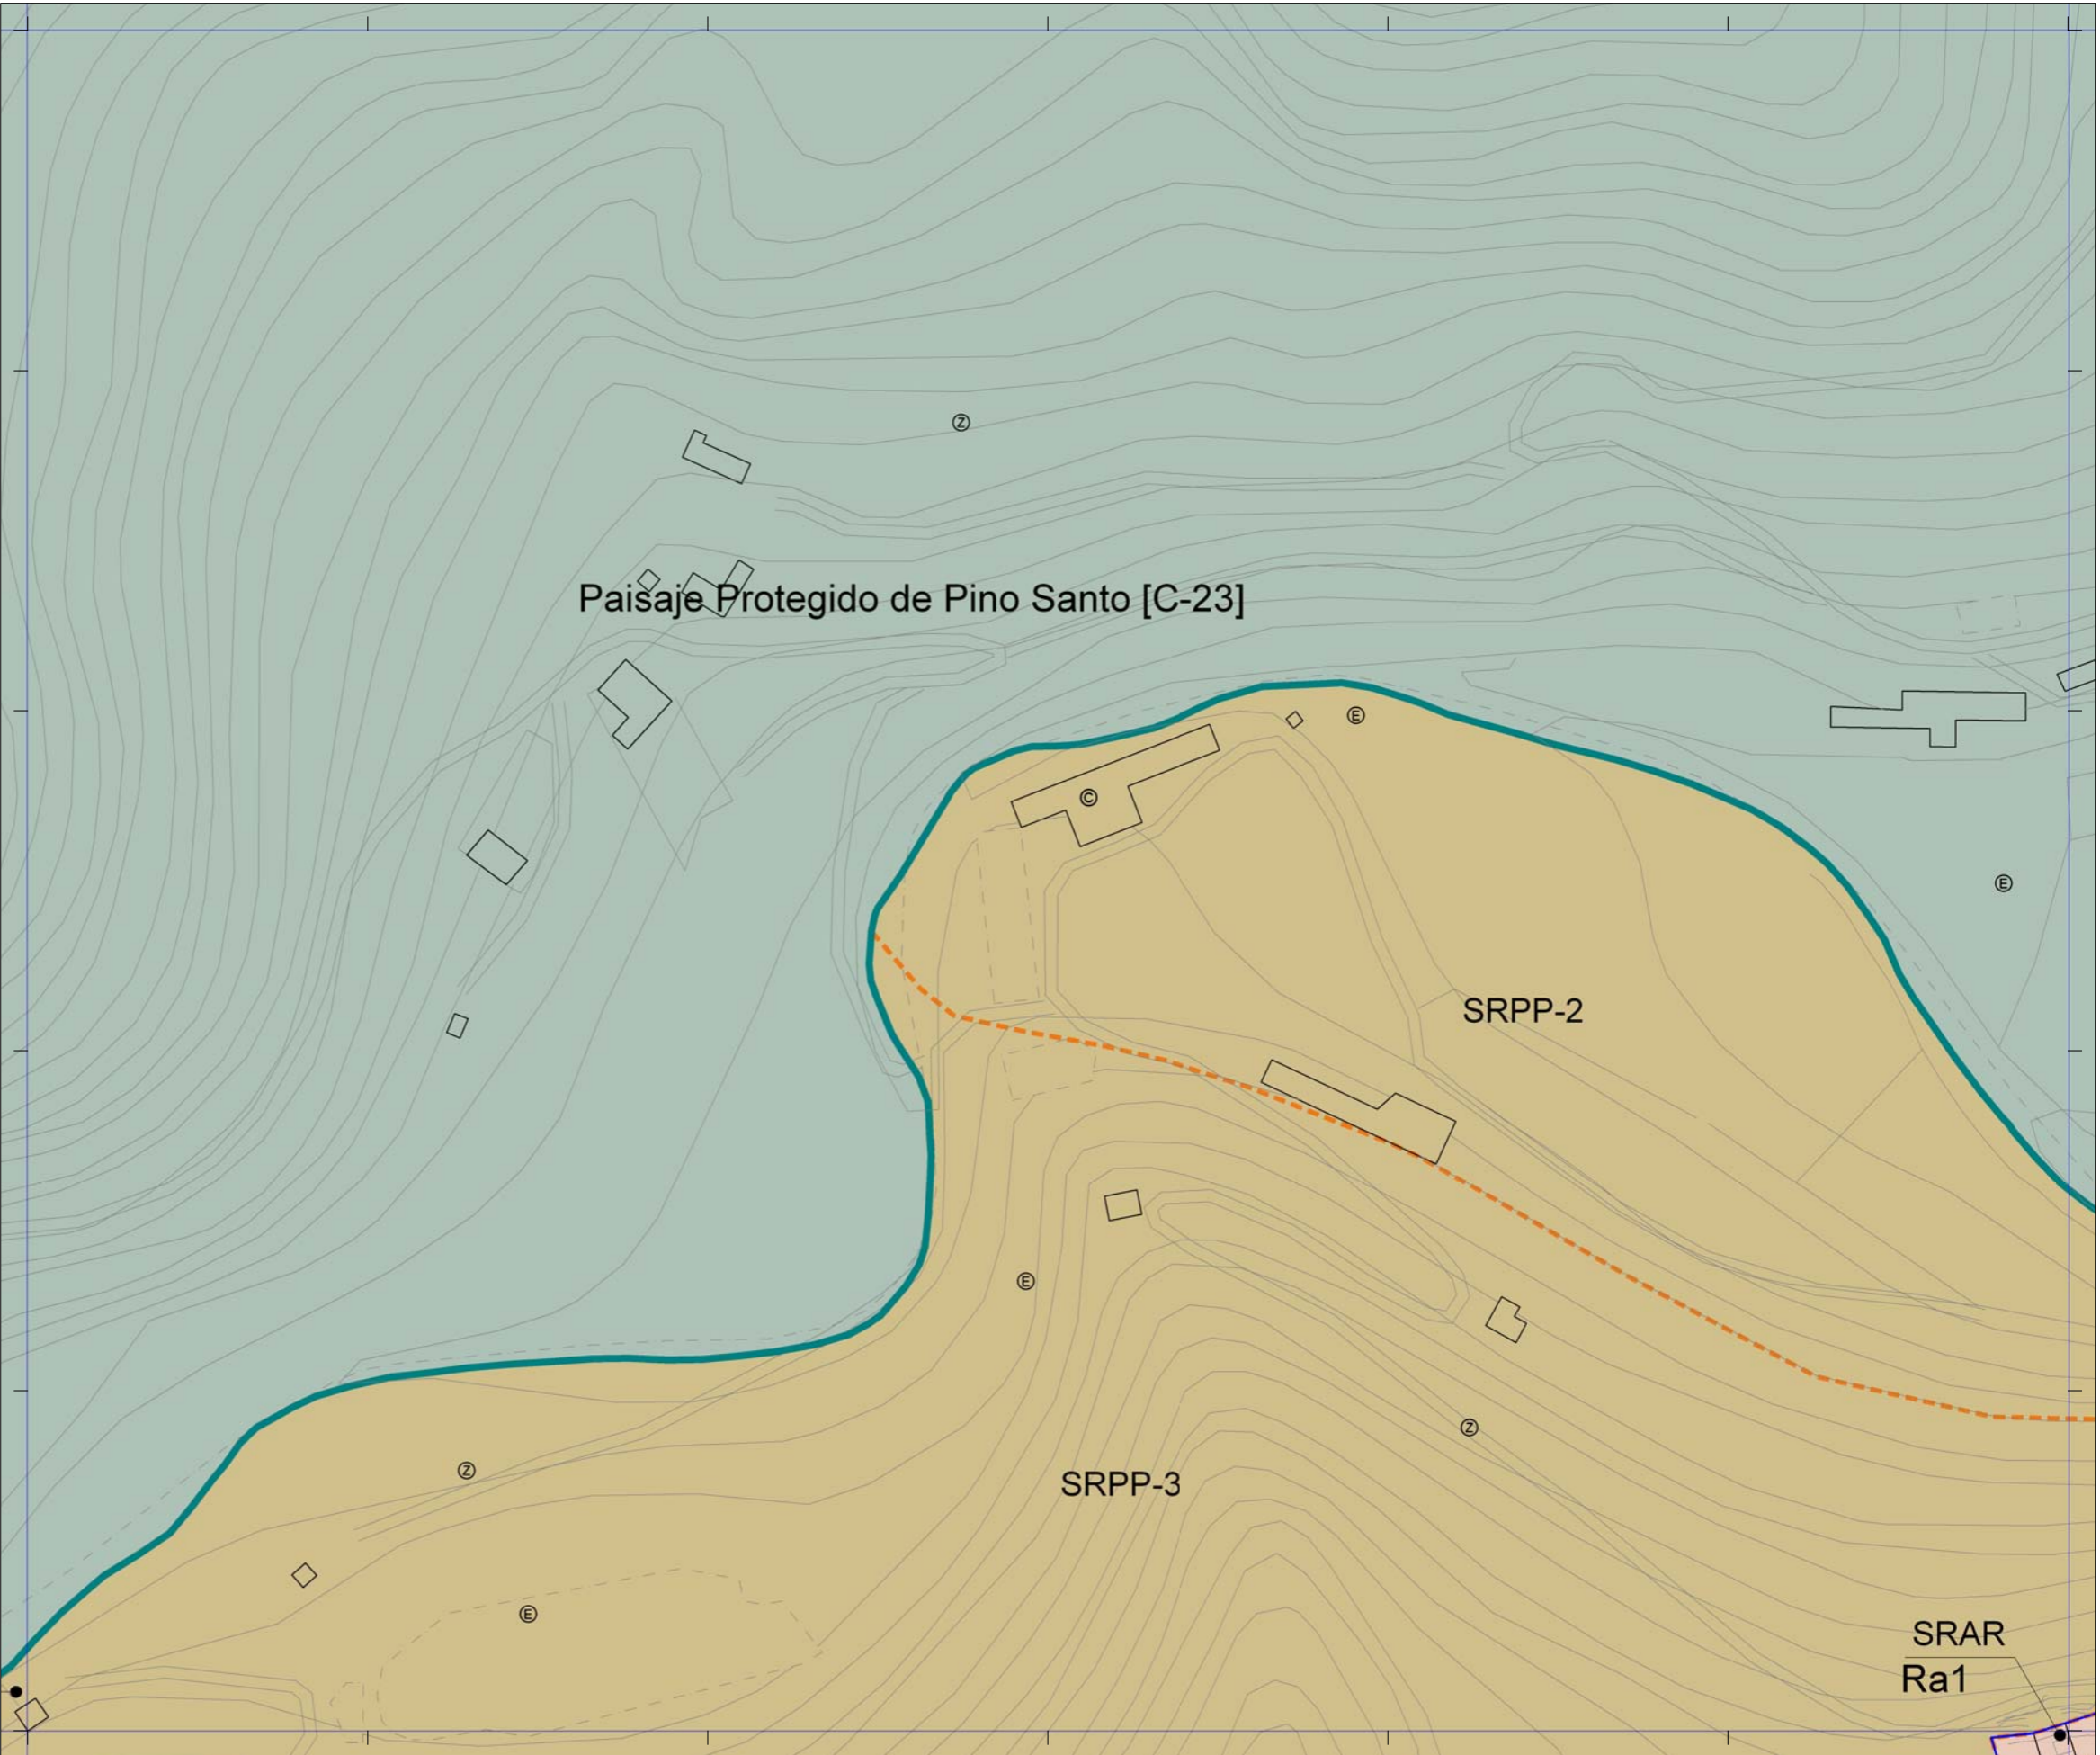 Z
Paisaje Protegido de Pino Santo [C-23]
E
C
E
SRPP-2
E
Z
Z
SRPP-3
E
SRAR
Ra1